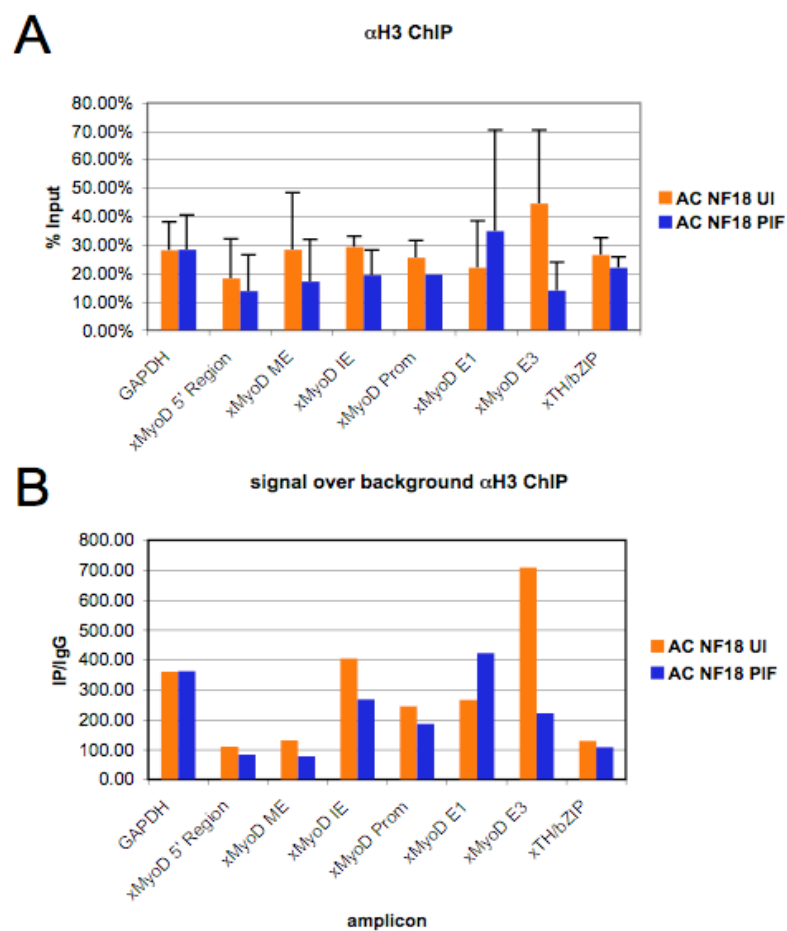 A
αH3 ChIP
80.00%
70.00%
60.00%
50.00%
40.00%
30.00%
20.00%
10.00%
0.00%
% Input
GAPDH
xMyoD 5' Region
xMyoD ME
xMyoD IE
xMyoD Prom
xMyoD E1
xMyoD E3
xTH/bZIP
AC NF18 UI
AC NF18 PIF
B
signal over background αH3 ChIP
800.00
700.00
600.00
500.00
400.00
300.00
200.00
100.00
0.00
IP/IgG
GAPDH
xMyoD 5' Region
xMyoD ME
xMyoD IE
xMyoD Prom
xMyoD E1
xMyoD E3
xTH/bZIP
AC NF18 UI
AC NF18 PIF
amplicon